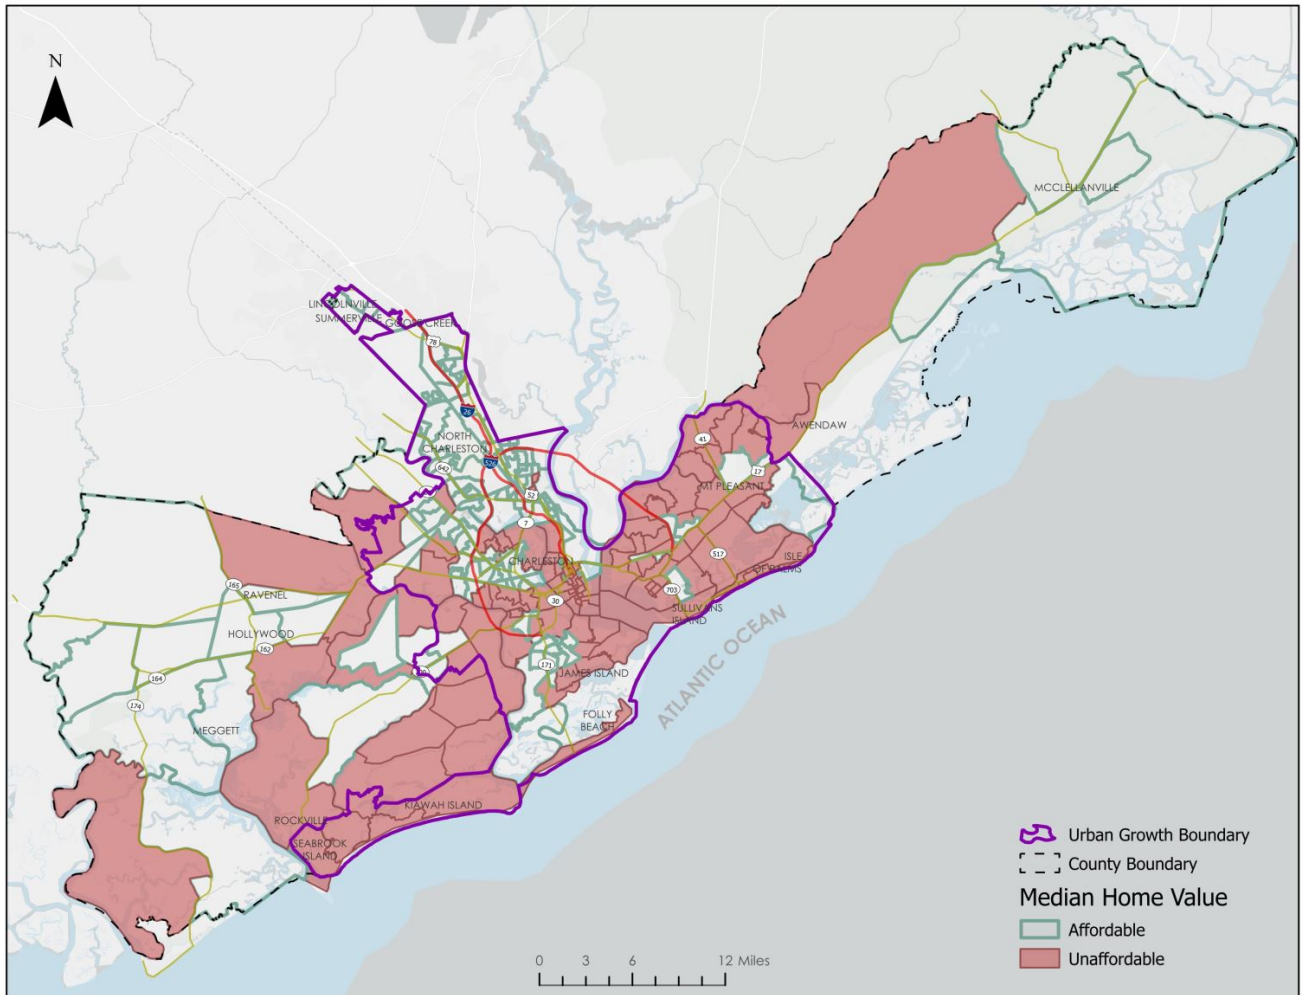 N
MCCLELLANVILLE
LINCOLNVILLE
SUMMERVILLE
GOOSE CREEK
78
26
NORTH
CHARLESTON
526
642
52
7
41
AWENDAW
17
MT PLEASANT
CHARLESTON
517
ISLE
OF PALMS
703
30
SULLIVANS
ISLAND
165
RAVENEL
HOLLYWOOD
162
164
174
171
JAMES ISLAND
ATLANTIC OCEAN
FOLLY
BEACH
MEGGETT
KIAWAH ISLAND
ROCKVILLE
SEABROOK
ISLAND
Urban Growth Boundary
County Boundary
Median Home Value
Affordable
Unaffordable
0 3 6 12 Miles